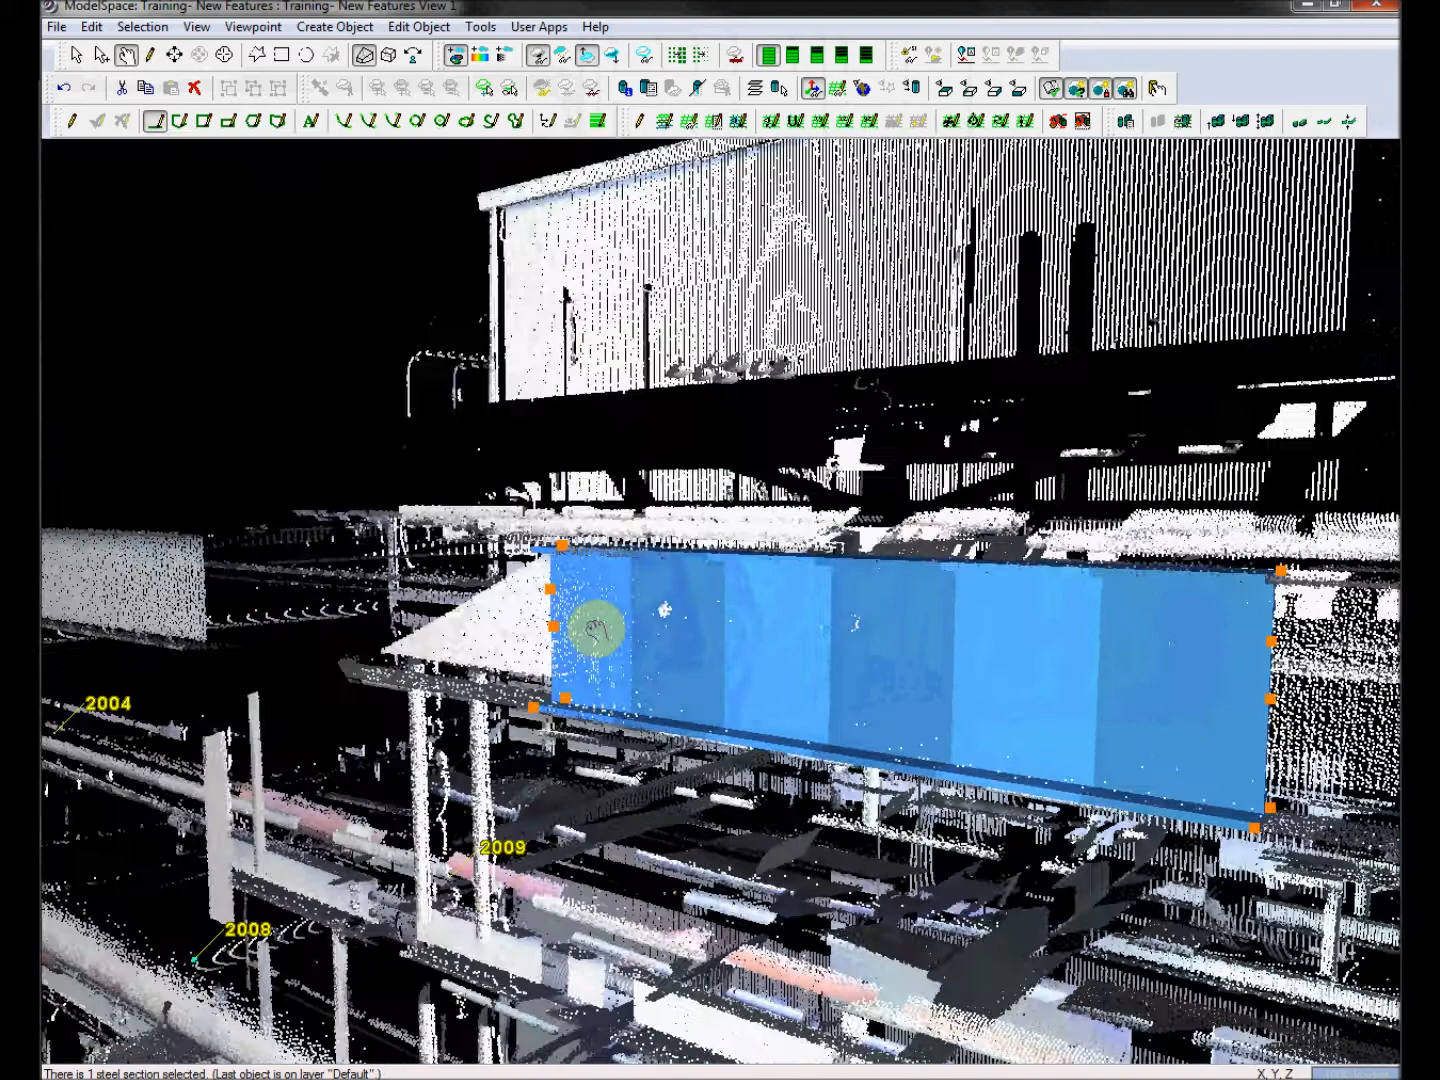 ModelSpace: Training- New Features : Training- New Features View 1
File Edit Selection View Viewpoint Create Object Edit Object Tools User Apps Help
2004
2009
2008
There is 1 steel section selected. (Last object is on layer "Default".)
X, Y, Z